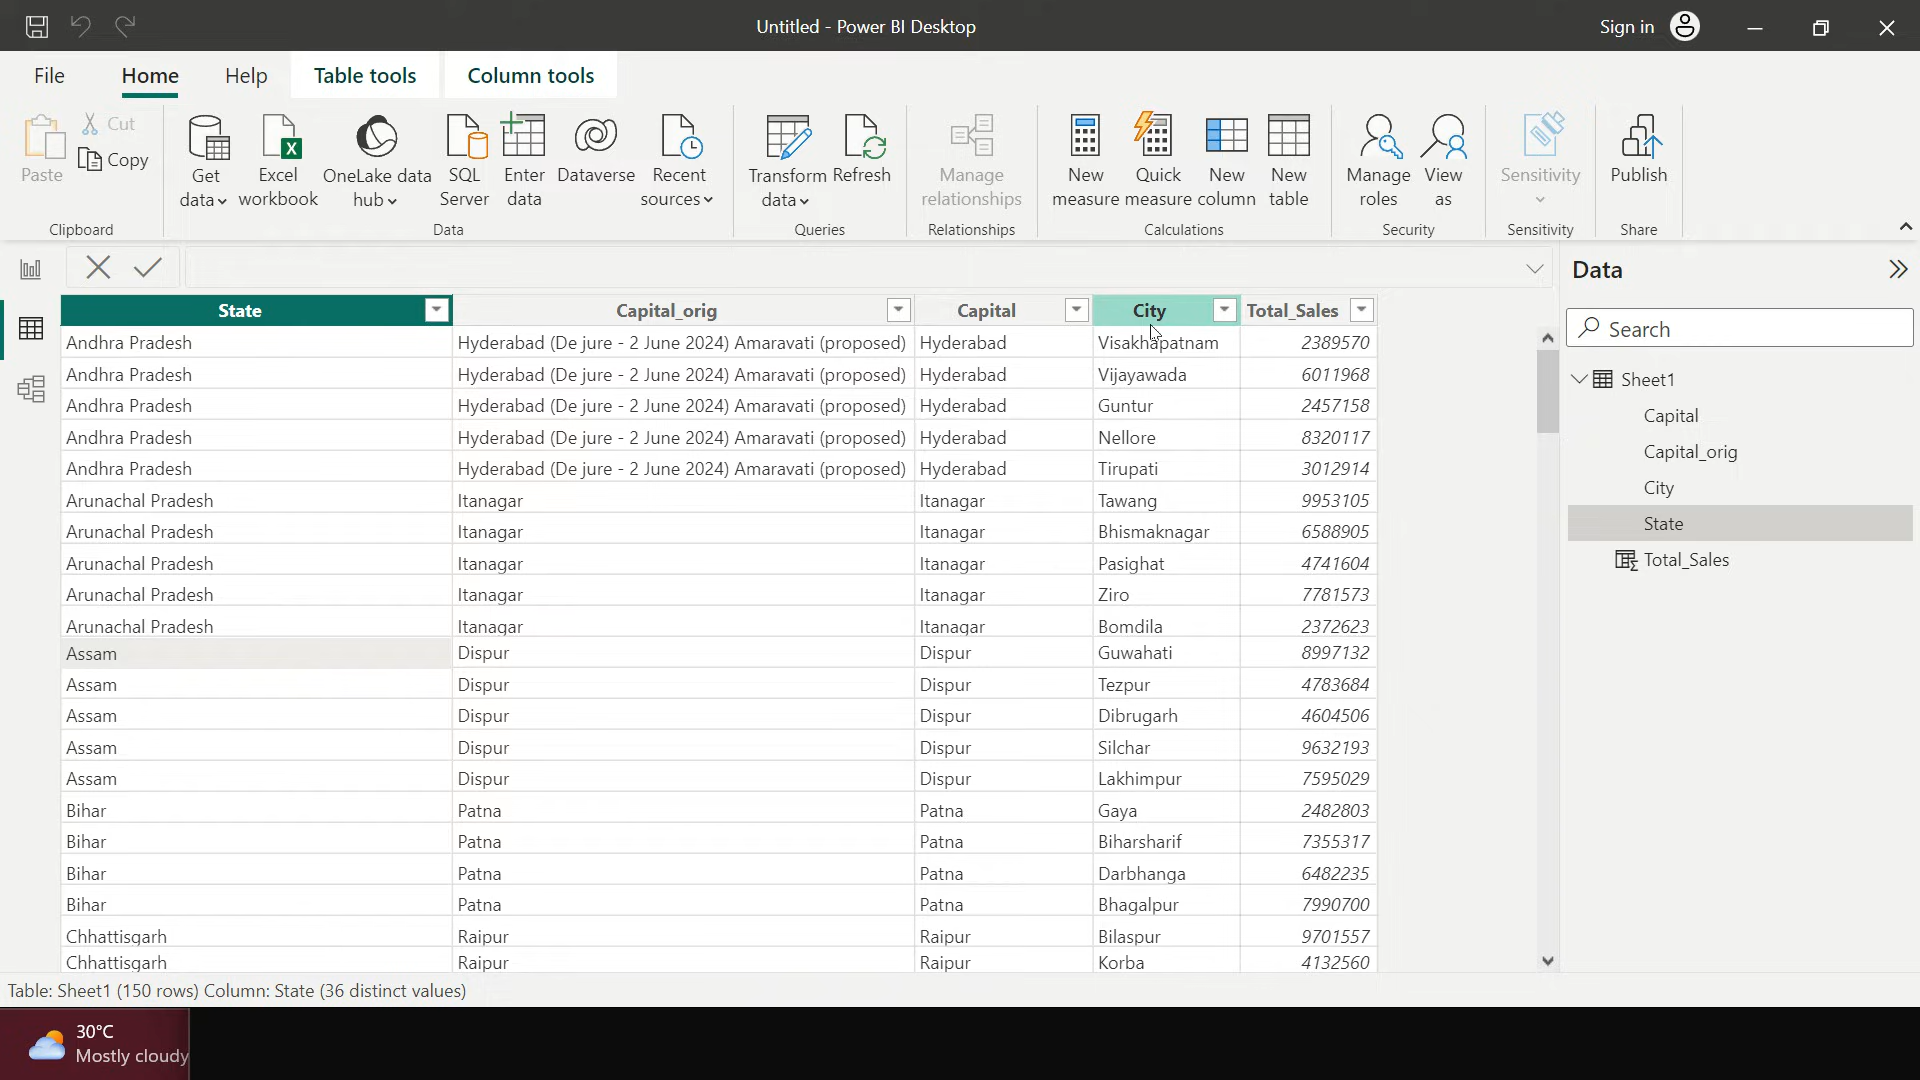 Untitled - Power BI Desktop
Sign in
File Home Help Table tools Column tools
Paste
Cut
Copy
Clipboard
Get data
Excel workbook
OneLake data hub
SQL Server
Enter data
Dataverse
Recent sources
Data
Transform data
Refresh
Queries
Manage relationships
Relationships
New measure
Quick measure
New column
New table
Calculations
Manage roles
View as
Security
Sensitivity
Sensitivity
Publish
Share
State Capital_orig Capital City Total_Sales
Andhra Pradesh Hyderabad (De jure - 2 June 2024) Amaravati (proposed) Hyderabad Visakhapatnam 2389570
Andhra Pradesh Hyderabad (De jure - 2 June 2024) Amaravati (proposed) Hyderabad Vijayawada 6011968
Andhra Pradesh Hyderabad (De jure - 2 June 2024) Amaravati (proposed) Hyderabad Guntur 2457158
Andhra Pradesh Hyderabad (De jure - 2 June 2024) Amaravati (proposed) Hyderabad Nellore 8320117
Andhra Pradesh Hyderabad (De jure - 2 June 2024) Amaravati (proposed) Hyderabad Tirupati 3012914
Arunachal Pradesh Itanagar Itanagar Tawang 9953105
Arunachal Pradesh Itanagar Itanagar Bhismaknagar 6588905
Arunachal Pradesh Itanagar Itanagar Pasighat 4741604
Arunachal Pradesh Itanagar Itanagar Ziro 7781573
Arunachal Pradesh Itanagar Itanagar Bomdila 2372623
Assam Dispur Dispur Guwahati 8997132
Assam Dispur Dispur Tezpur 4783684
Assam Dispur Dispur Dibrugarh 4604506
Assam Dispur Dispur Silchar 9632193
Assam Dispur Dispur Lakhimpur 7595029
Bihar Patna Patna Gaya 2482803
Bihar Patna Patna Biharsharif 7355317
Bihar Patna Patna Darbhanga 6482235
Bihar Patna Patna Bhagalpur 7990700
Chhattisgarh Raipur Raipur Bilaspur 9701557
Chhattisgarh Raipur Raipur Korba 4132560
Data
Search
Sheet1
Capital
Capital_orig
City
State
Total_Sales
Table: Sheet1 (150 rows) Column: State (36 distinct values)
30°C
Mostly cloudy